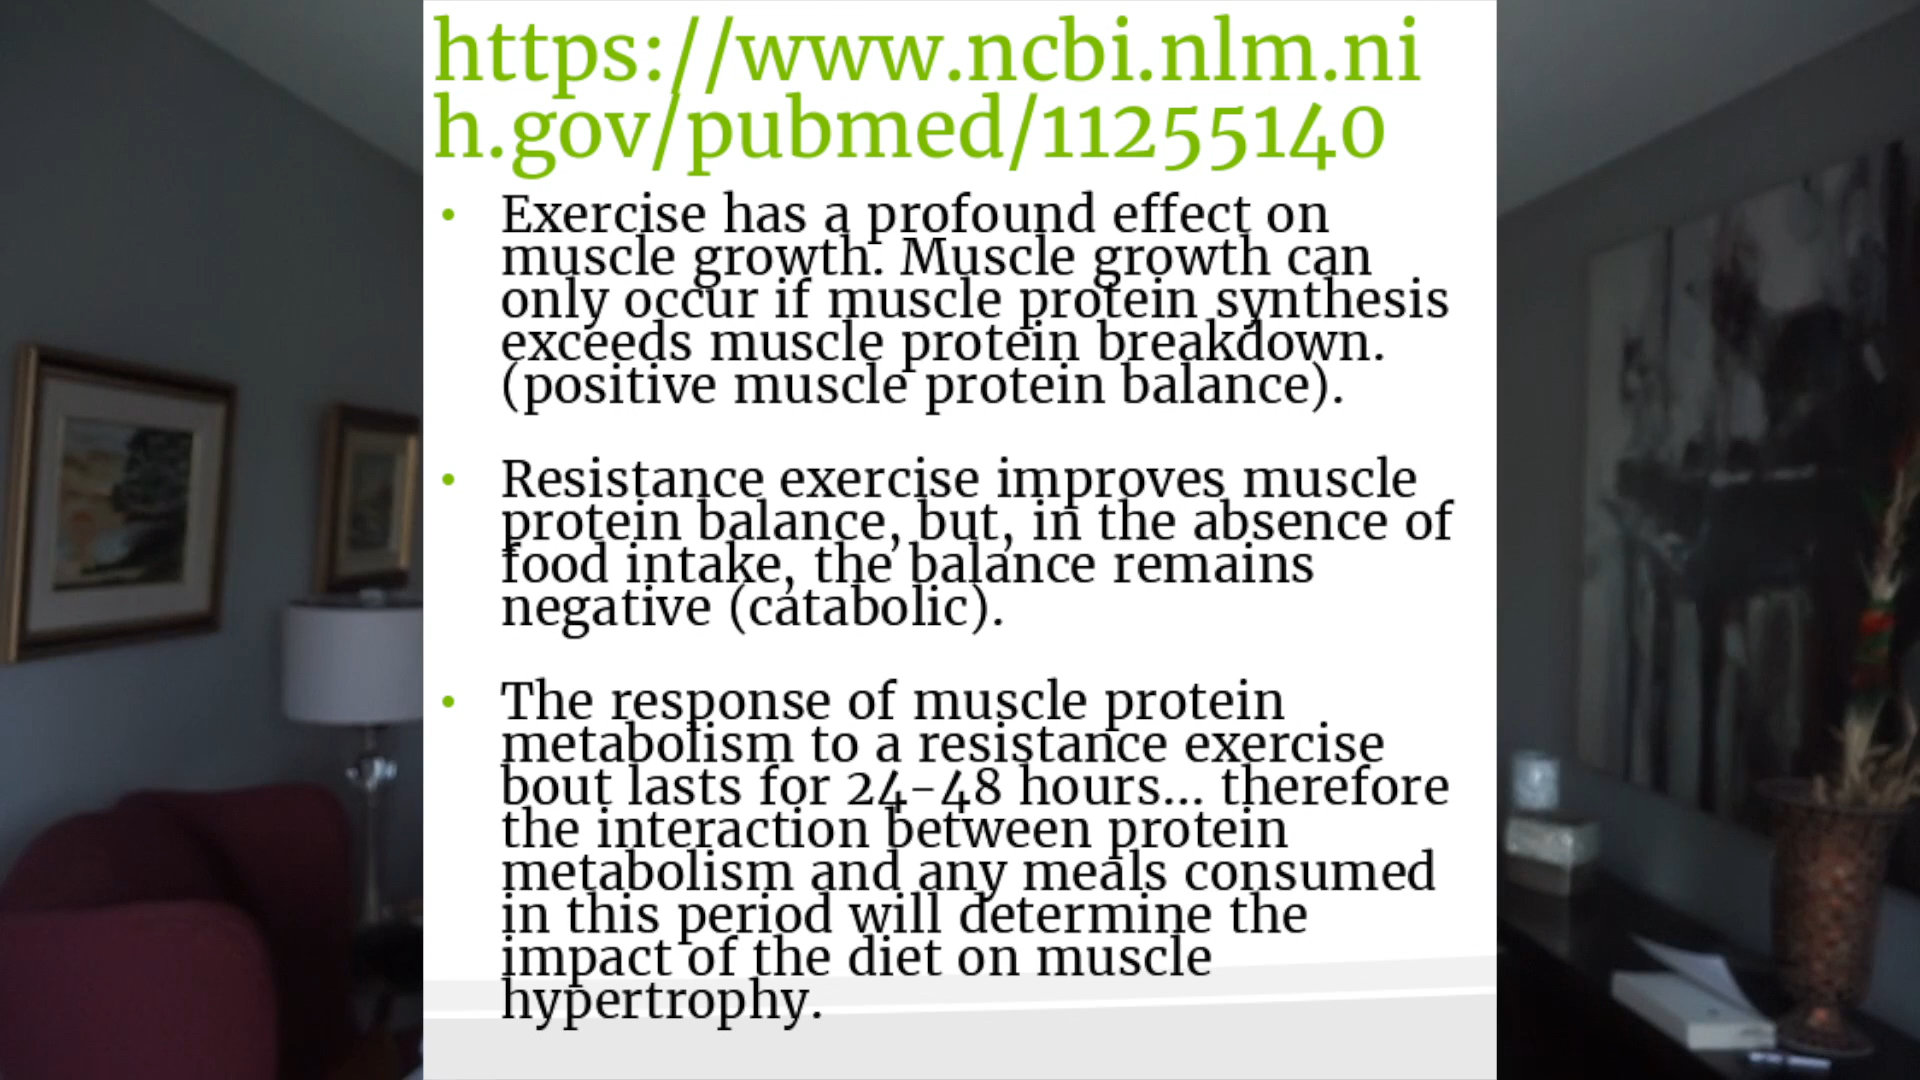 https://www.ncbi.nlm.ni
h.gov/pubmed/11255140
• Exercise has a profound effect on
muscle growth. Muscle growth can
only occur if muscle protein synthesis
exceeds muscle protein breakdown.
(positive muscle protein balance).
• Resistance exercise improves muscle
protein balance, but, in the absence of
food intake, the balance remains
negative (catabolic).
• The response of muscle protein
metabolism to a resistance exercise
bout lasts for 24-48 hours... therefore
the interaction between protein
metabolism and any meals consumed
in this period will determine the
impact of the diet on muscle
hypertrophy.